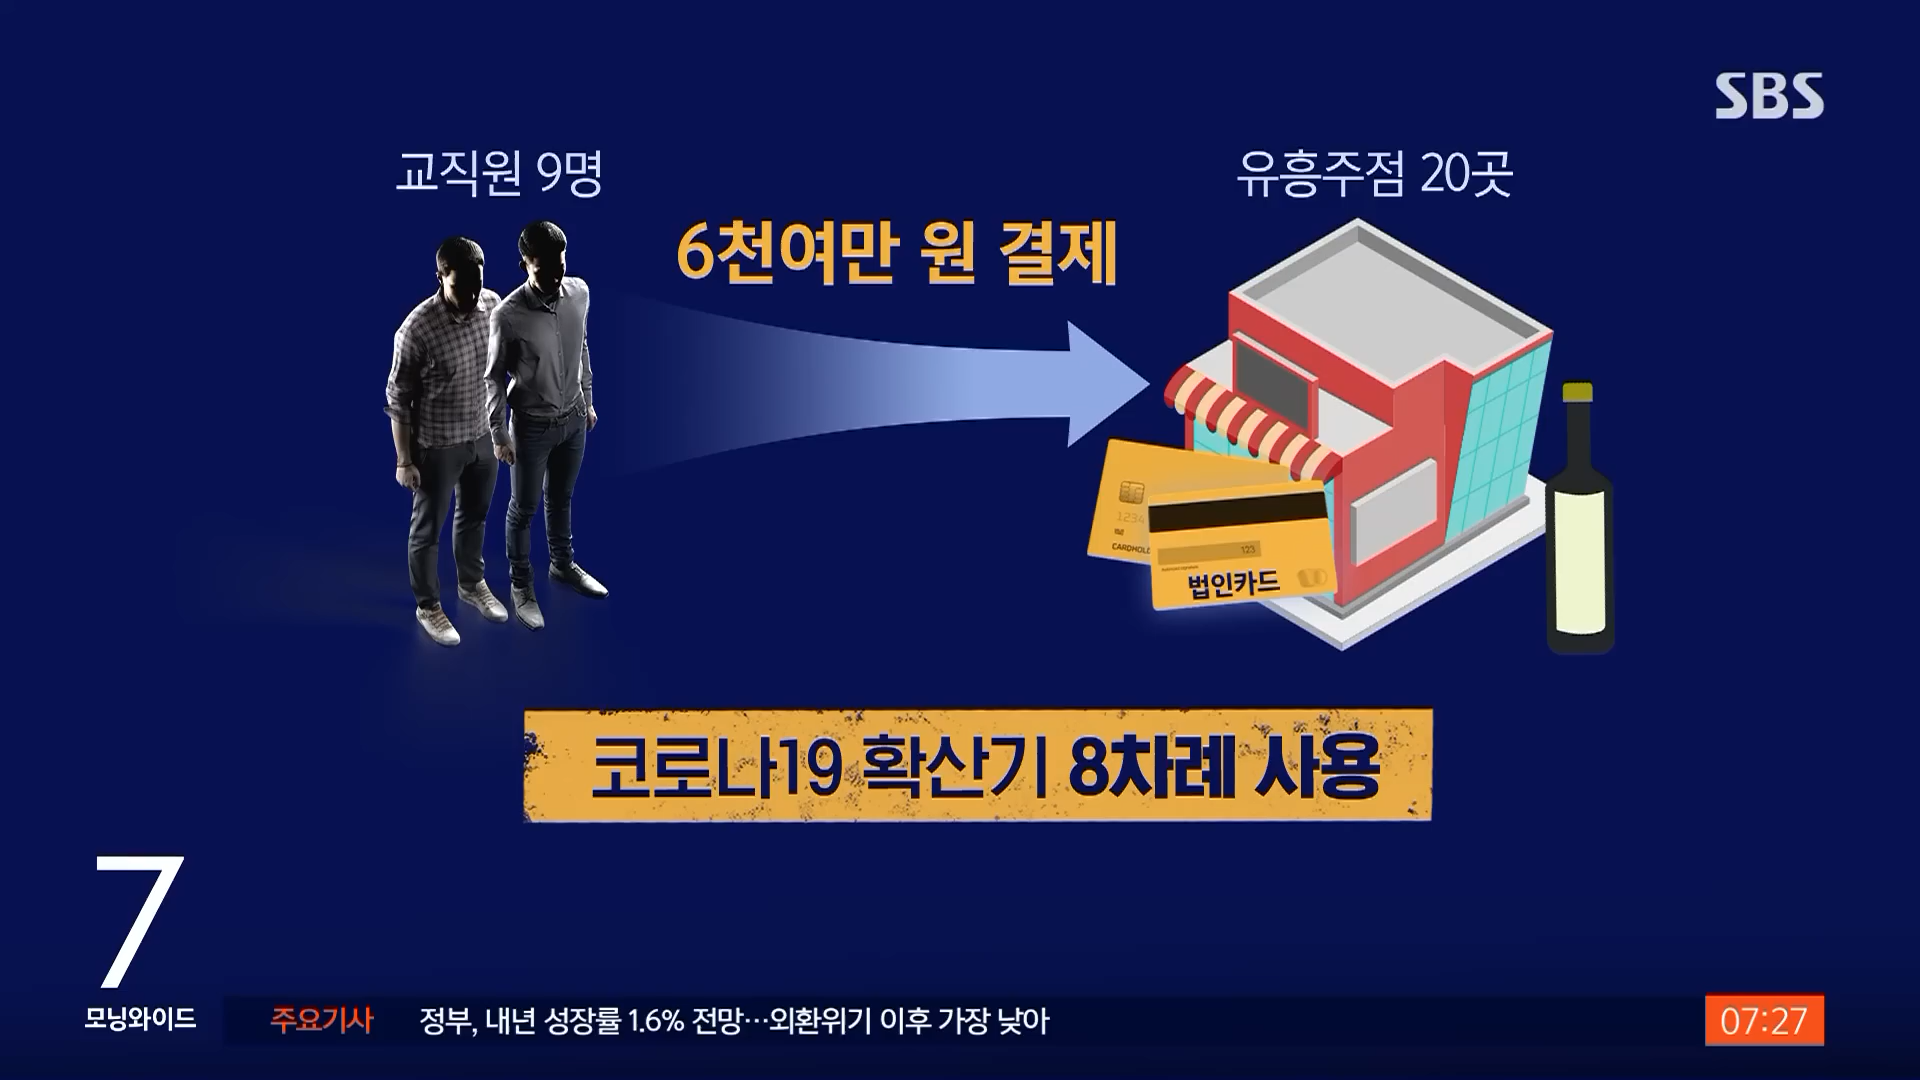 SBS
교직원 9명
유흥주점 20곳
6천여만 원 결제
1234
CARDHOL
123
법인카드
코로나19 확산기 8차례 사용
7
모닝와이드
주요기사
정부, 내년 성장률 1.6% 전망…외환위기 이후 가장 낮아
07:27